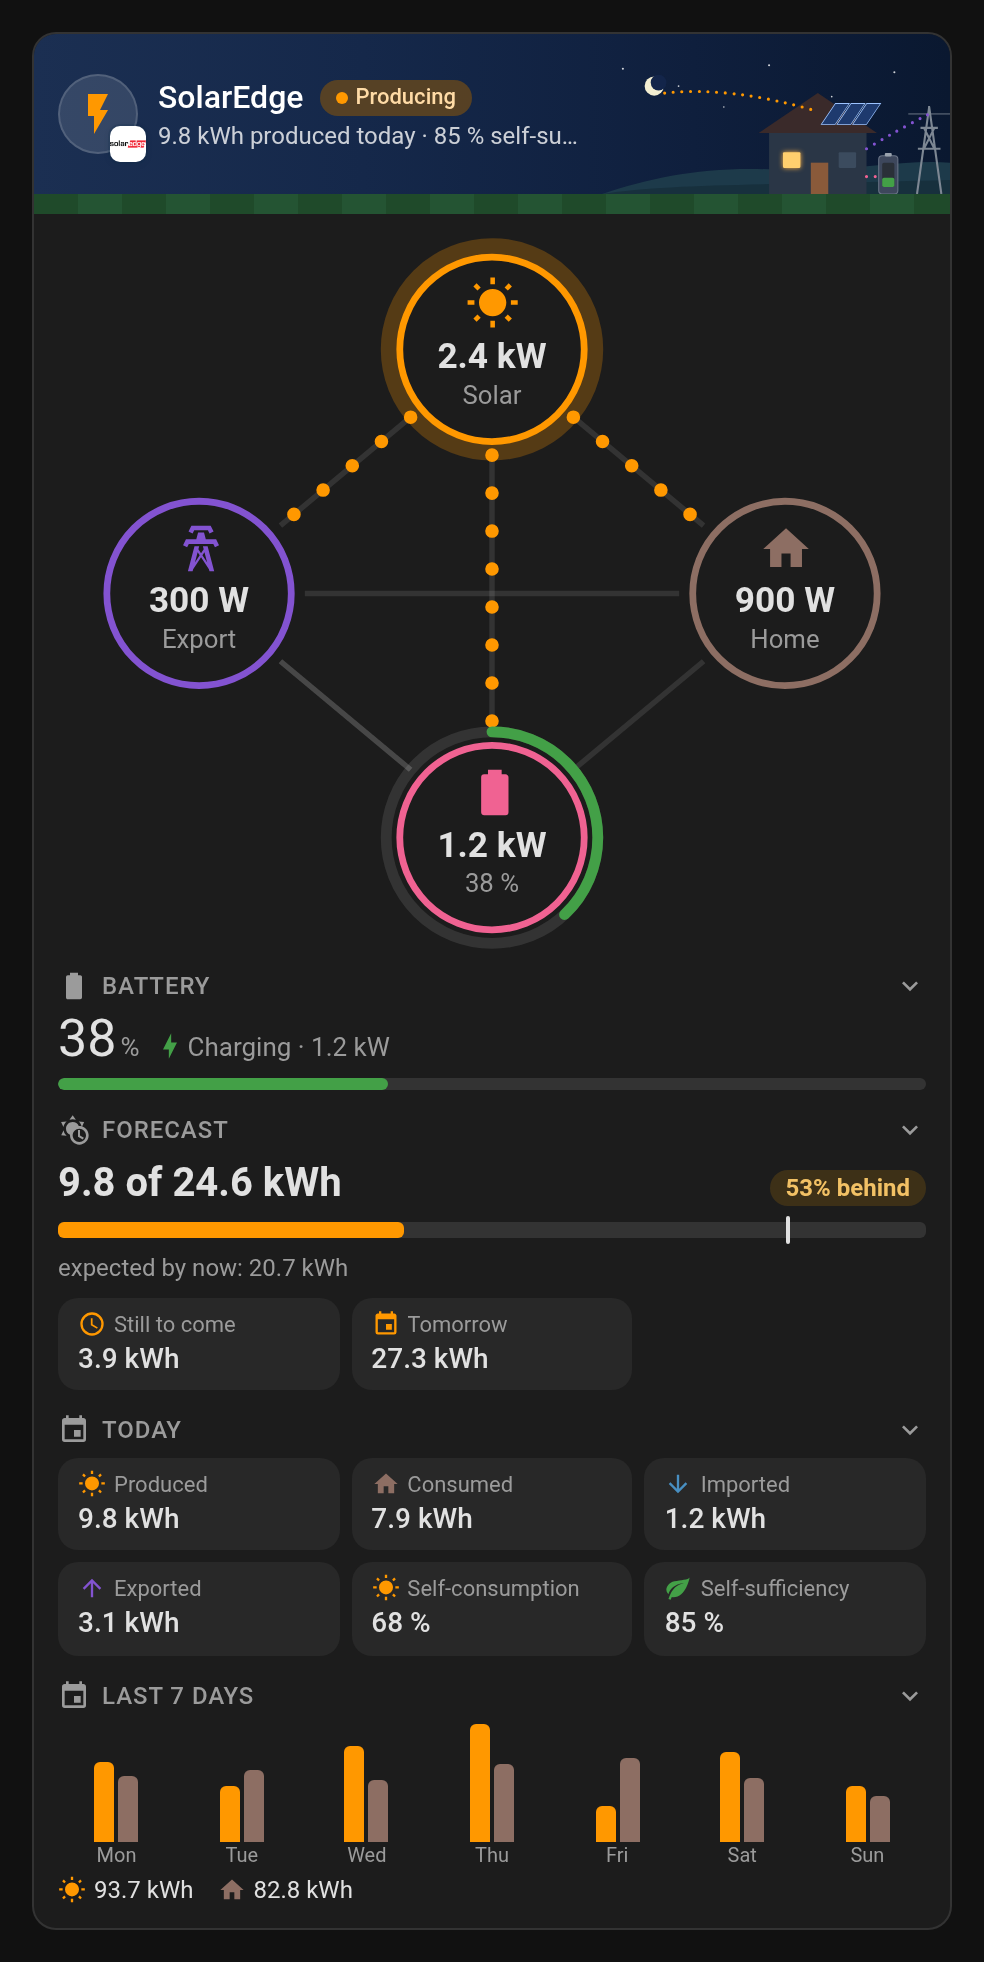 SolarEdge
Producing
solaredge
9.8 kWh produced today · 85 % self-su...
2.4 kW
Solar
300 W
Export
900 W
Home
1.2 kW
38 %
BATTERY
38 %
Charging · 1.2 kW
FORECAST
9.8 of 24.6 kWh
53% behind
expected by now: 20.7 kWh
Still to come
3.9 kWh
Tomorrow
27.3 kWh
TODAY
Produced
9.8 kWh
Consumed
7.9 kWh
Imported
1.2 kWh
Exported
3.1 kWh
Self-consumption
68 %
Self-sufficiency
85 %
LAST 7 DAYS
Mon Tue Wed Thu Fri Sat Sun
93.7 kWh 82.8 kWh